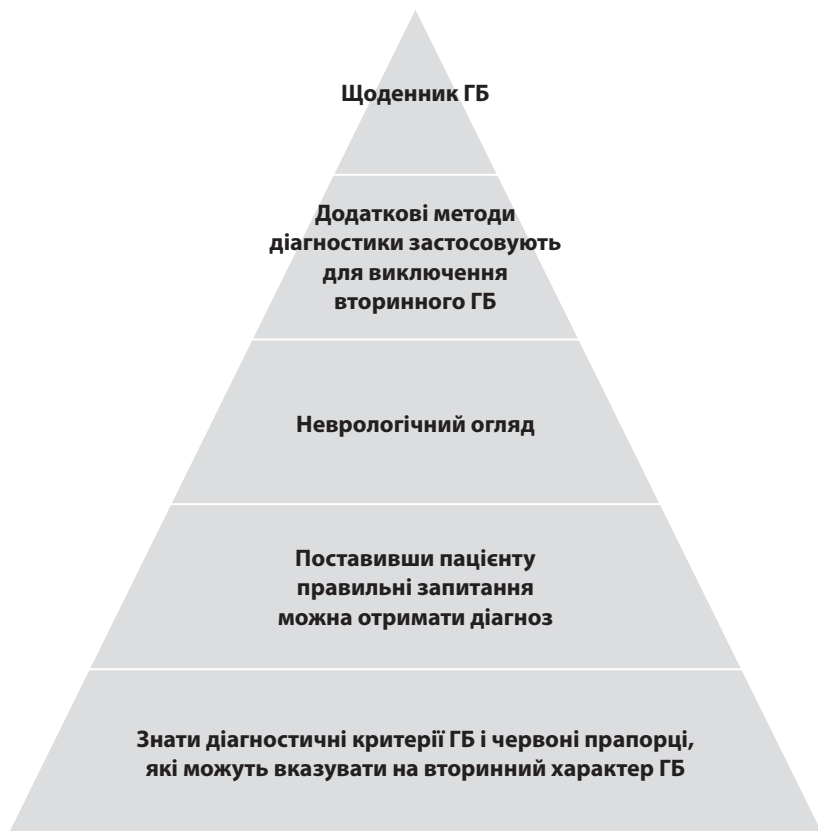 Щоденник ГБ
Додаткові методи
діагностики застосовують
для виключення
вторинного ГБ
Неврологічний огляд
Поставивши пацієнту
правильні запитання
можна отримати діагноз
Знати діагностичні критерії ГБ і червоні прапорці,
які можуть вказувати на вторинний характер ГБ